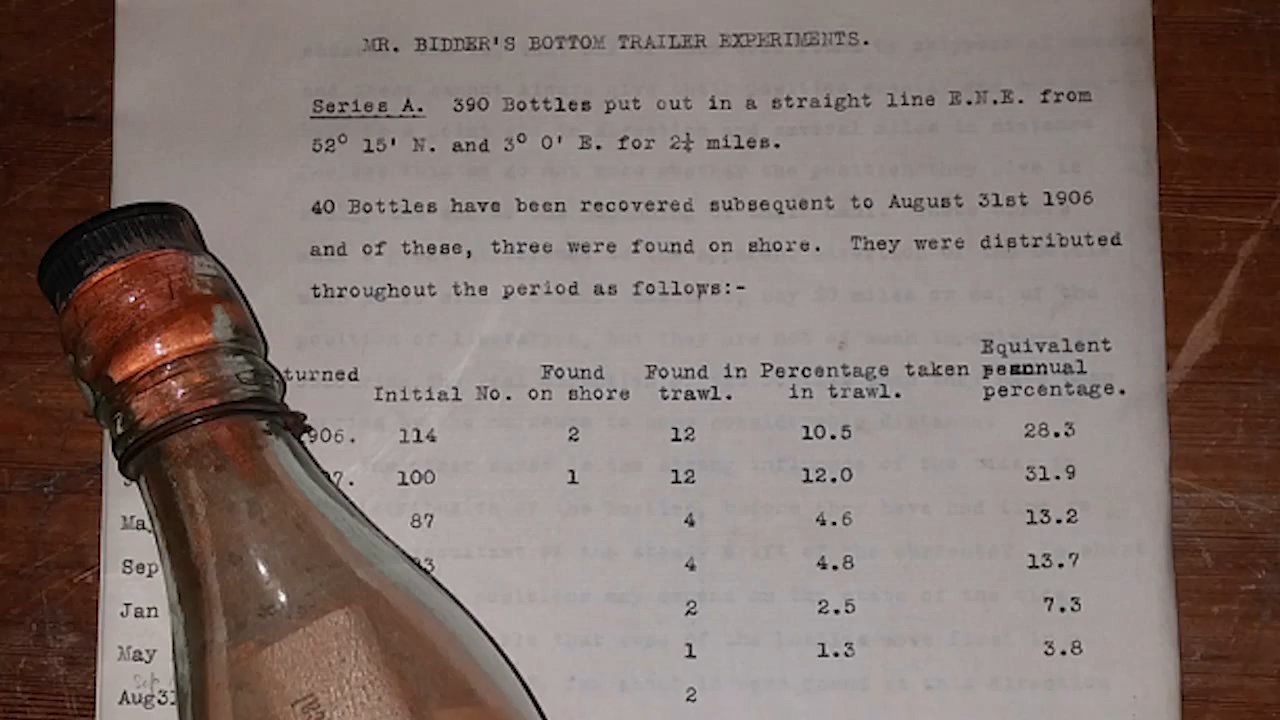 MR. BIDDER'S BOTTOM TRAILER EXPERIMENTS.
Series A. 390 Bottles put out in a straight line E.N.E. from
52º 15' N. and 3º 0' E. for 2¼ miles.
40 Bottles have been recovered subsequent to August 31st 1906
and of these, three were found on shore. They were distributed
throughout the period as follows:-
turned Initial No. Found on shore Found in trawl. Percentage taken in trawl. Equivalent annual percentage.
906. 114 2 12 10.5 28.3
7. 100 1 12 12.0 31.9
Ma 87 4 4.6 13.2
Sep 3 4 4.8 13.7
Jan 2 2.5 7.3
May 1 1.3 3.8
Aug31 2